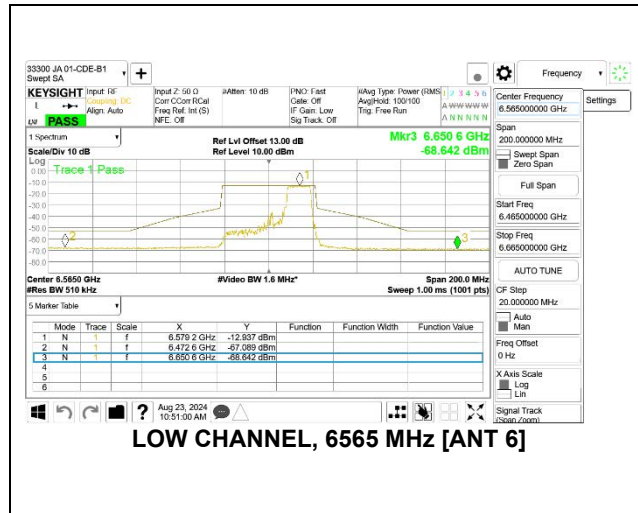 33300 JA 01-CDE-B1
Swept SA
Frequency
KEYSIGHT
Input: RF
Coupling: DC
Align: Auto
Input Z: 50 Ω
Corr CCorr RCal
Freq Ref: Int (S)
NFE: Off
#Atten: 10 dB
PNO: Fast
Gate: Off
IF Gain: Low
Sig Track: Off
#Avg Type: Power (RMS
Avg|Hold: 100/100
Trig: Free Run
1 2 3 4 5 6
A W W W W W
A N N N N N
PASS
Center Frequency
6.565000000 GHz
Settings
Span
200.000000 MHz
Swept Span
Zero Span
Full Span
Start Freq
6.465000000 GHz
Stop Freq
6.665000000 GHz
AUTO TUNE
CF Step
20.000000 MHz
Auto
Man
Freq Offset
0 Hz
X Axis Scale
Log
Lin
Signal Track
(Span Zoom)
1 Spectrum
Scale/Div 10 dB
Ref Lvl Offset 13.00 dB
Ref Level 10.00 dBm
Mkr3 6.650 6 GHz
-68.642 dBm
Log
Trace 1 Pass
0.00
-10.0
-20.0
-30.0
-40.0
-50.0
-60.0
-70.0
-80.0
1
2
3
Center 6.5650 GHz
#Res BW 510 kHz
#Video BW 1.6 MHz*
Span 200.0 MHz
Sweep 1.00 ms (1001 pts)
5 Marker Table
Mode Trace Scale X Y Function Function Width Function Value
1 N 1 f 6.579 2 GHz -12.937 dBm
2 N 1 f 6.472 6 GHz -67.089 dBm
3 N 1 f 6.650 6 GHz -68.642 dBm
4
5
6
Aug 23, 2024
10:51:00 AM
LOW CHANNEL, 6565 MHz [ANT 6]